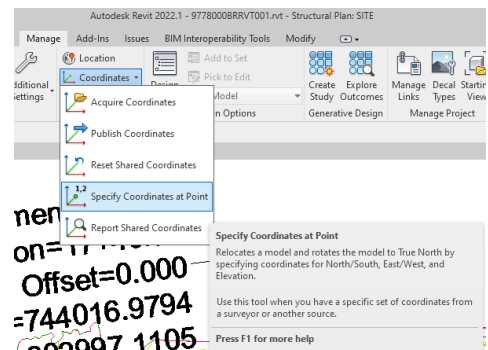 Autodesk Revit 2022.1 - 9778000BRRVT001.rvt - Structural Plan: SITE
Manage Add-Ins Issues BIM Interoperability Tools Modify
Location
Coordinates
Add to Set
Pick to Edit
Model
Create Study
Explore Outcomes
Manage Links
Decal Types
Generative Design
Manage Project
Acquire Coordinates
Publish Coordinates
Reset Shared Coordinates
1,2
Specify Coordinates at Point
Report Shared Coordinates
Specify Coordinates at Point
Relocates a model and rotates the model to True North by
specifying coordinates for North/South, East/West, and
Elevation.
Use this tool when you have a specific set of coordinates from
a surveyor or another source.
Press F1 for more help
Offset=0.000
=744016.9794